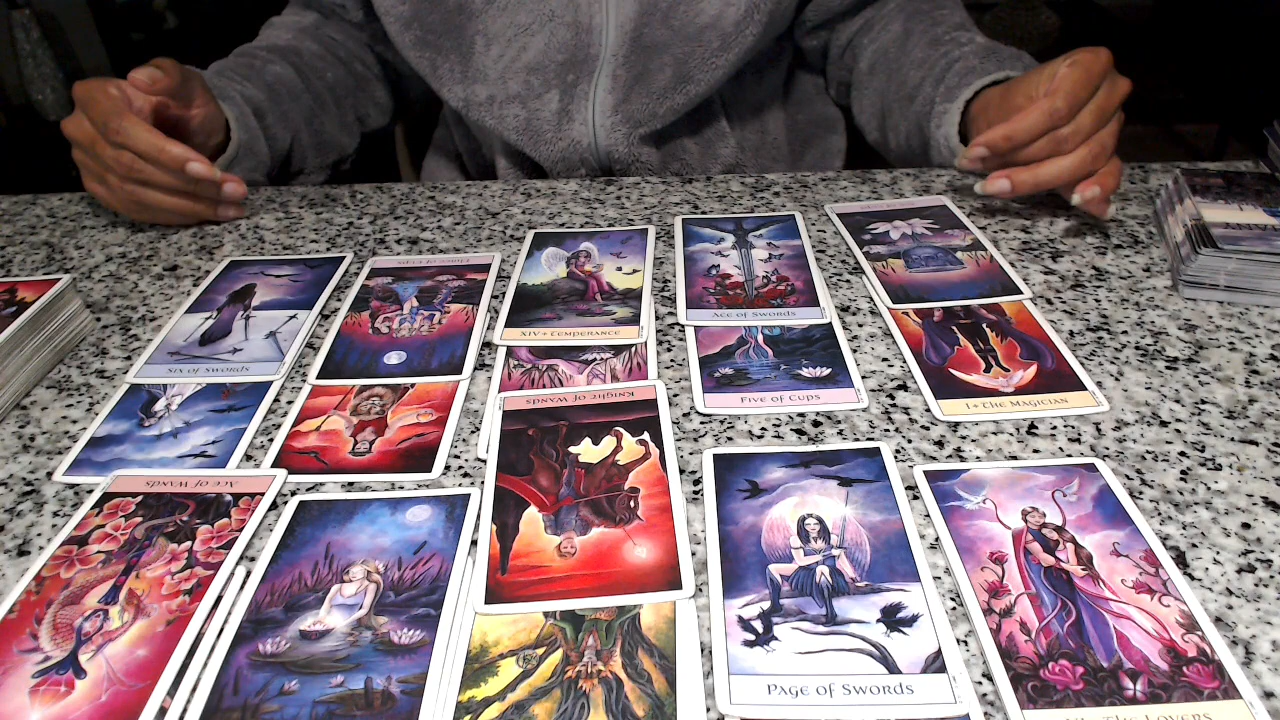 SIX OF SWORDS
XIV • TEMPERANCE
ACE OF SWORDS
FIVE OF CUPS
I • THE MAGICIAN
KNIGHT OF WANDS
ACE OF WANDS
PAGE OF SWORDS
THE LOVERS